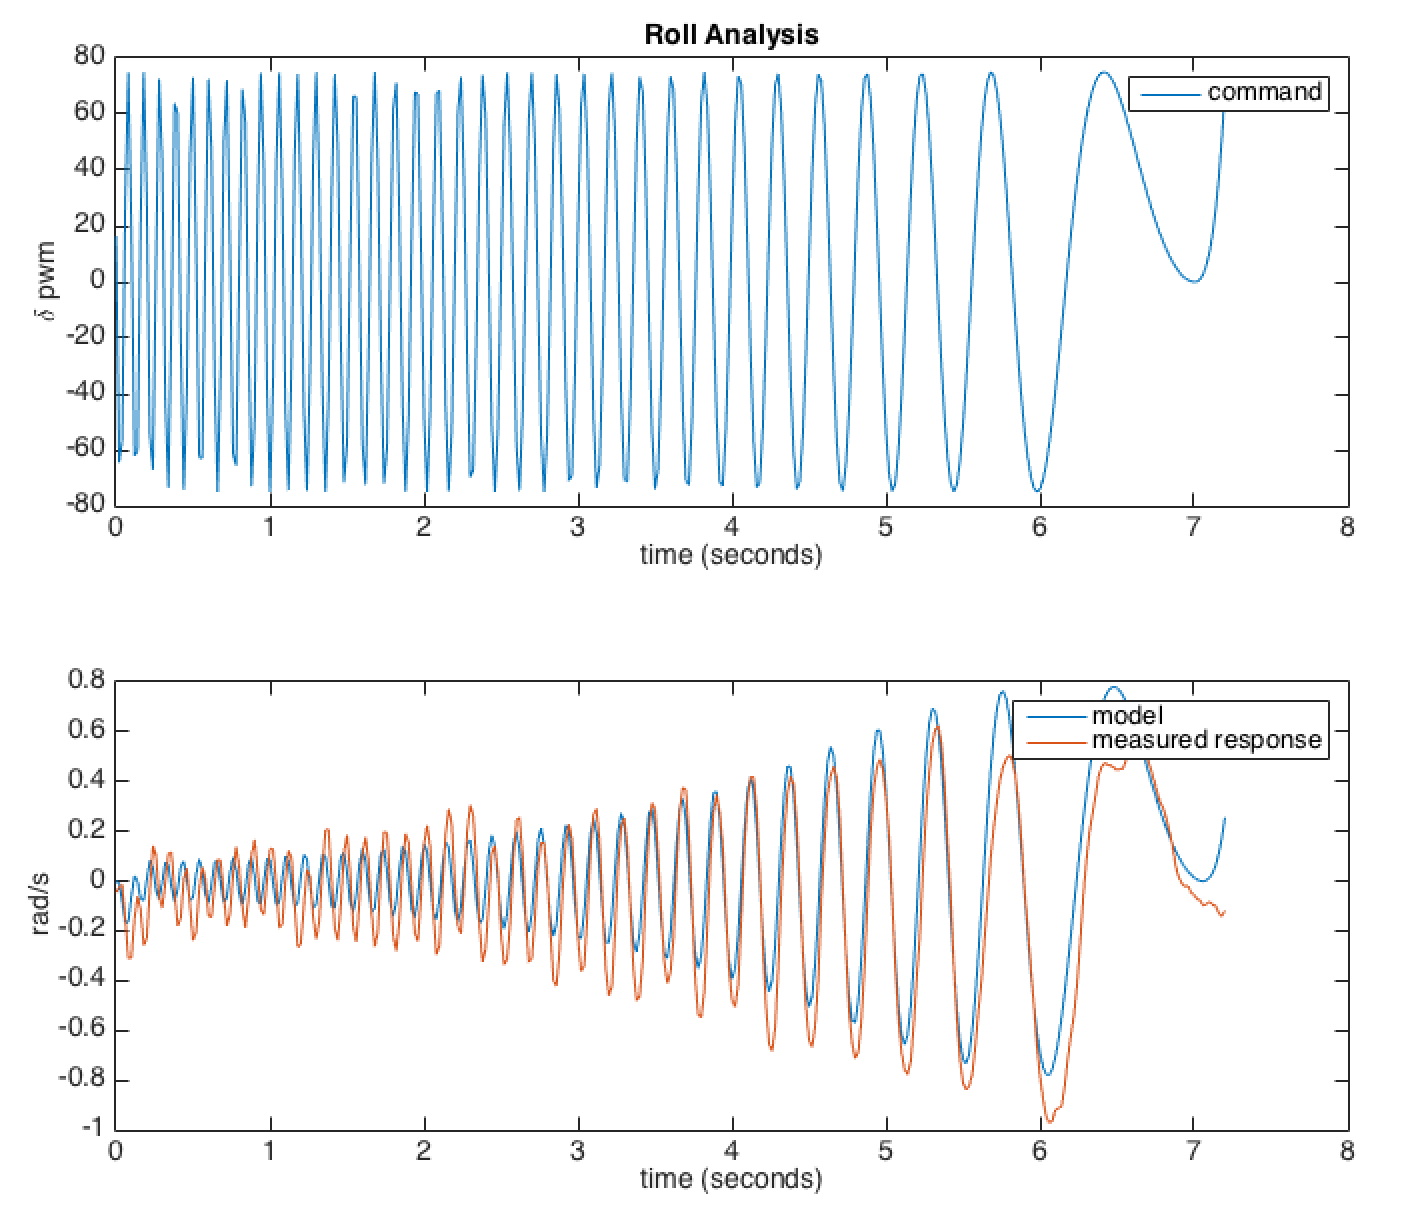 Roll Analysis
80
60
40
20
0
-20
-40
-60
-80
δ pwm
command
0 1 2 3 4 5 6 7 8
time (seconds)
0.8
0.6
0.4
0.2
0
-0.2
-0.4
-0.6
-0.8
-1
rad/s
model
measured response
0 1 2 3 4 5 6 7 8
time (seconds)